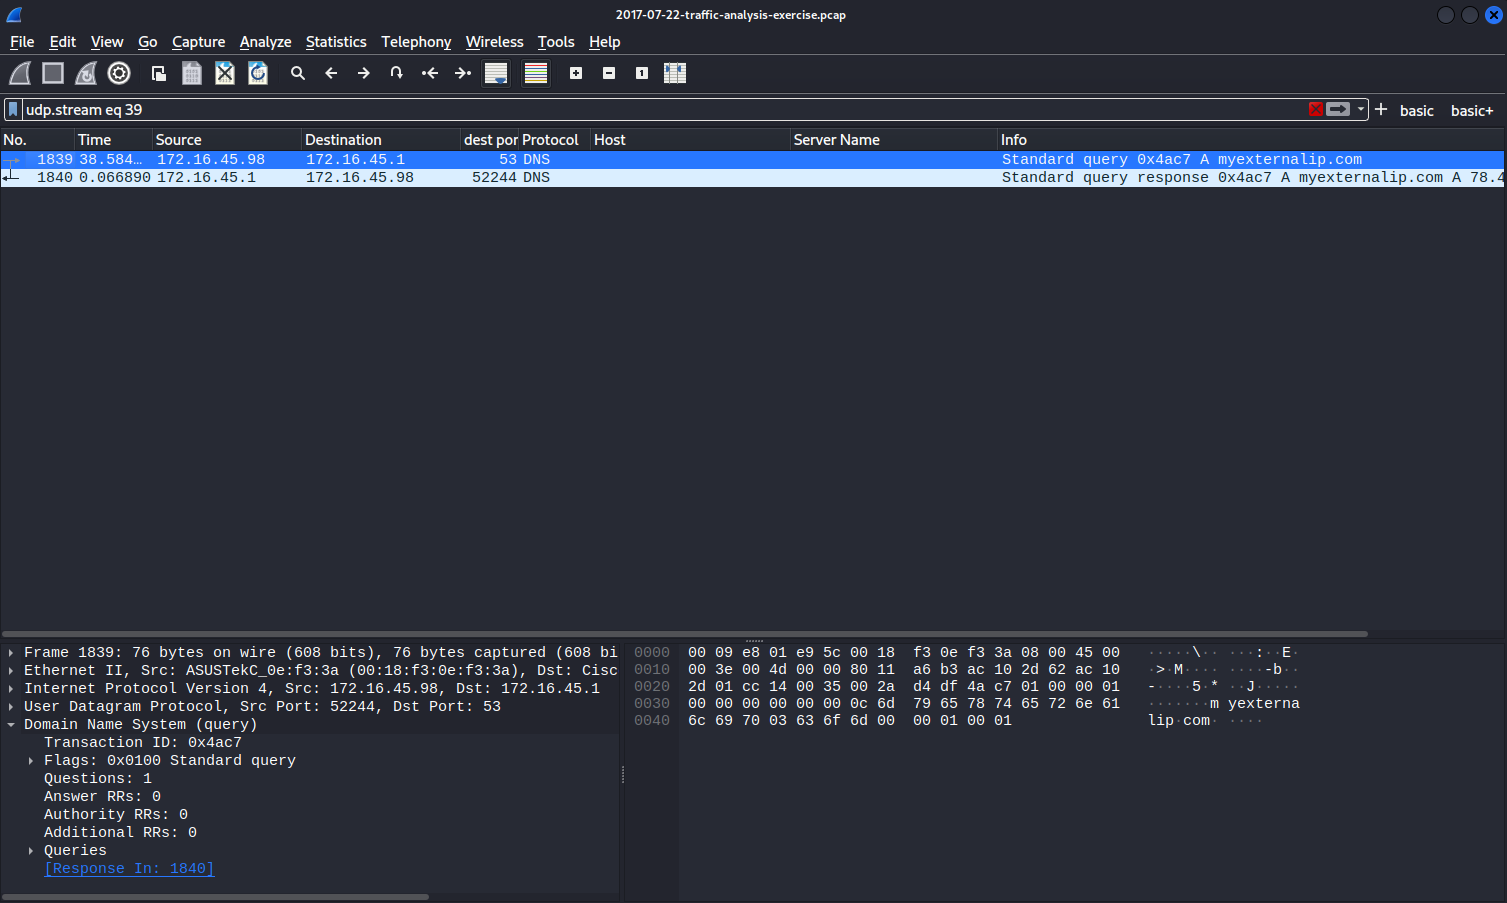 2017-07-22-traffic-analysis-exercise.pcap
File Edit View Go Capture Analyze Statistics Telephony Wireless Tools Help
udp.stream eq 39
basic basic+
No. Time Source Destination dest por Protocol Host Server Name Info
1839 38.584… 172.16.45.98 172.16.45.1 53 DNS Standard query 0x4ac7 A myexternalip.com
1840 0.066890 172.16.45.1 172.16.45.98 52244 DNS Standard query response 0x4ac7 A myexternalip.com A 78.4
Frame 1839: 76 bytes on wire (608 bits), 76 bytes captured (608 bi
Ethernet II, Src: ASUSTekC_0e:f3:3a (00:18:f3:0e:f3:3a), Dst: Cisc
Internet Protocol Version 4, Src: 172.16.45.98, Dst: 172.16.45.1
User Datagram Protocol, Src Port: 52244, Dst Port: 53
Domain Name System (query)
Transaction ID: 0x4ac7
Flags: 0x0100 Standard query
Questions: 1
Answer RRs: 0
Authority RRs: 0
Additional RRs: 0
Queries
[Response In: 1840]
0000 00 09 e8 01 e9 5c 00 18 f3 0e f3 3a 08 00 45 00 ·····\·· ···:··E·
0010 00 3e 00 4d 00 00 80 11 a6 b3 ac 10 2d 62 ac 10 ·>·M···· ····-b··
0020 2d 01 cc 14 00 35 00 2a d4 df 4a c7 01 00 00 01 -····5·* ··J·····
0030 00 00 00 00 00 00 0c 6d 79 65 78 74 65 72 6e 61 ·······m yexterna
0040 6c 69 70 03 63 6f 6d 00 00 01 00 01 lip·com· ····